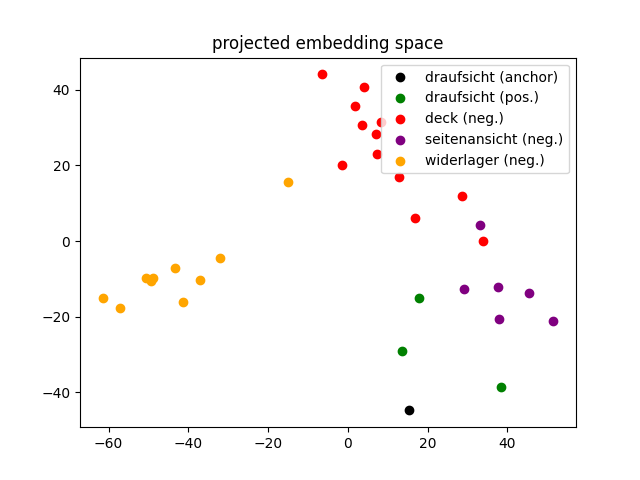 projected embedding space
draufsicht (anchor)
draufsicht (pos.)
deck (neg.)
seitenansicht (neg.)
widerlager (neg.)
40
20
0
−20
−40
−60
−40
−20
0
20
40